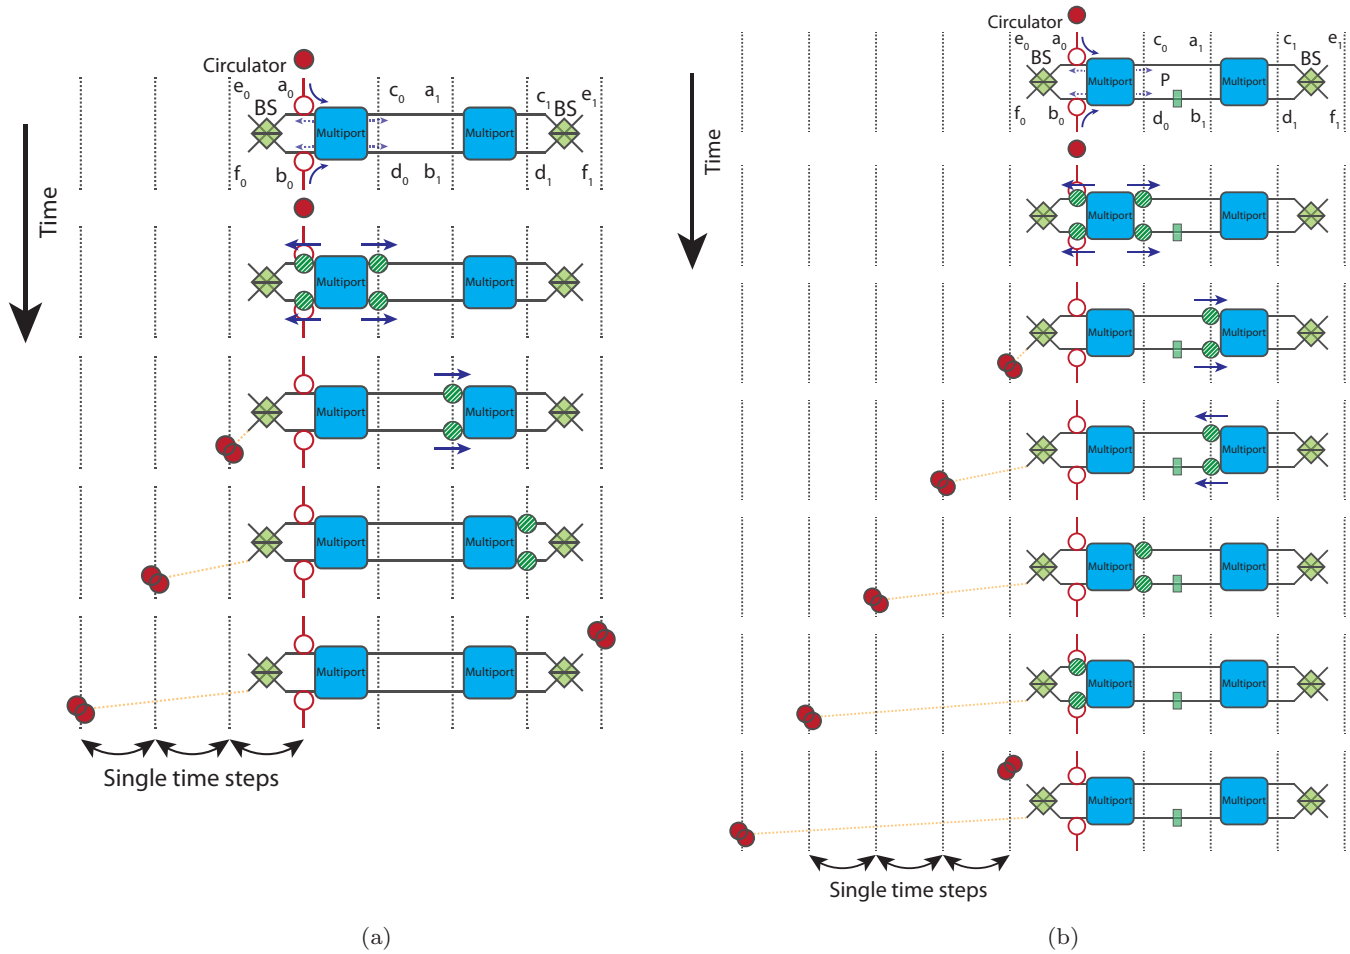 Circulator
e₀ a₀ c₀ a₁ c₁ e₁
BS BS
Multiport Multiport
f₀ b₀ d₀ b₁ d₁ f₁
Time
Multiport Multiport
Multiport Multiport
Multiport Multiport
Multiport Multiport
Single time steps
(a)
Circulator
e₀ a₀ c₀ a₁ c₁ e₁
BS BS
Multiport P Multiport
f₀ b₀ d₀ b₁ d₁ f₁
Time
Multiport Multiport
Multiport Multiport
Multiport Multiport
Multiport Multiport
Multiport Multiport
Multiport Multiport
Single time steps
(b)